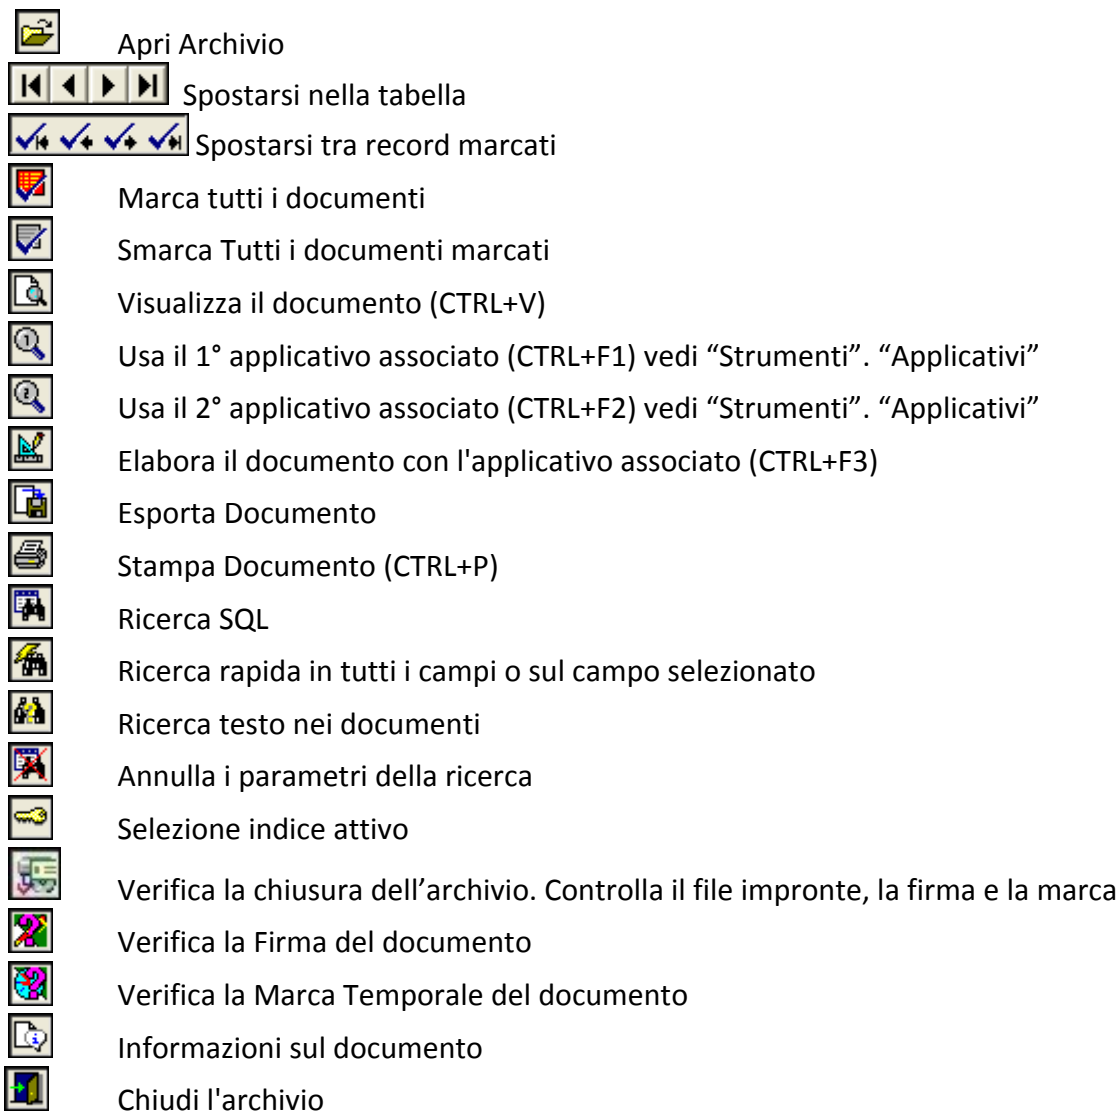 Apri Archivio
Spostarsi nella tabella
Spostarsi tra record marcati
Marca tutti i documenti
Smarca Tutti i documenti marcati
Visualizza il documento (CTRL+V)
Usa il 1° applicativo associato (CTRL+F1) vedi “Strumenti”. “Applicativi”
Usa il 2° applicativo associato (CTRL+F2) vedi “Strumenti”. “Applicativi”
Elabora il documento con l'applicativo associato (CTRL+F3)
Esporta Documento
Stampa Documento (CTRL+P)
Ricerca SQL
Ricerca rapida in tutti i campi o sul campo selezionato
Ricerca testo nei documenti
Annulla i parametri della ricerca
Selezione indice attivo
Verifica la chiusura dell’archivio. Controlla il file impronte, la firma e la marca
Verifica la Firma del documento
Verifica la Marca Temporale del documento
Informazioni sul documento
Chiudi l'archivio